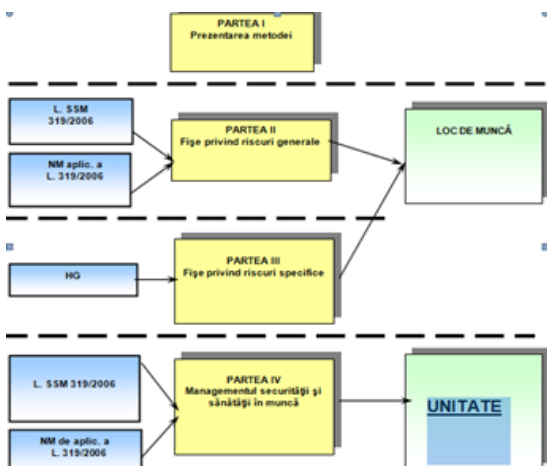 PARTEA I
Prezentarea metodei
L. SSM
319/2006
NM aplic. a
L. 319/2006
PARTEA II
Fişe privind riscuri generale
LOC DE MUNCĂ
HG
PARTEA III
Fişe privind riscuri specifice
L. SSM 319/2006
NM de aplic. a
L. 319/2006
PARTEA IV
Managementul securităţii şi
sănătăţii în muncă
UNITATE